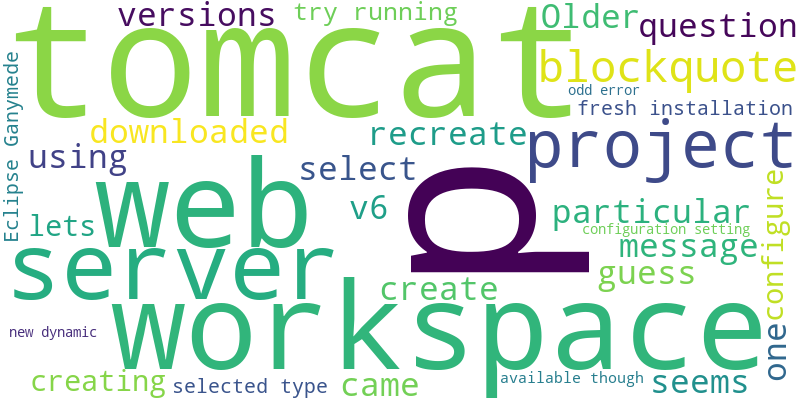 versions
try running
Older
question
tomcat
blockquote
odd error
fresh installation
Eclipse Ganymede
downloaded
recreate
project
using
select
web
p
v6
particular
lets
configuration setting
message
configure
server
guess
create
workspace
new dynamic
one
creating
selected type
came
available though
seems